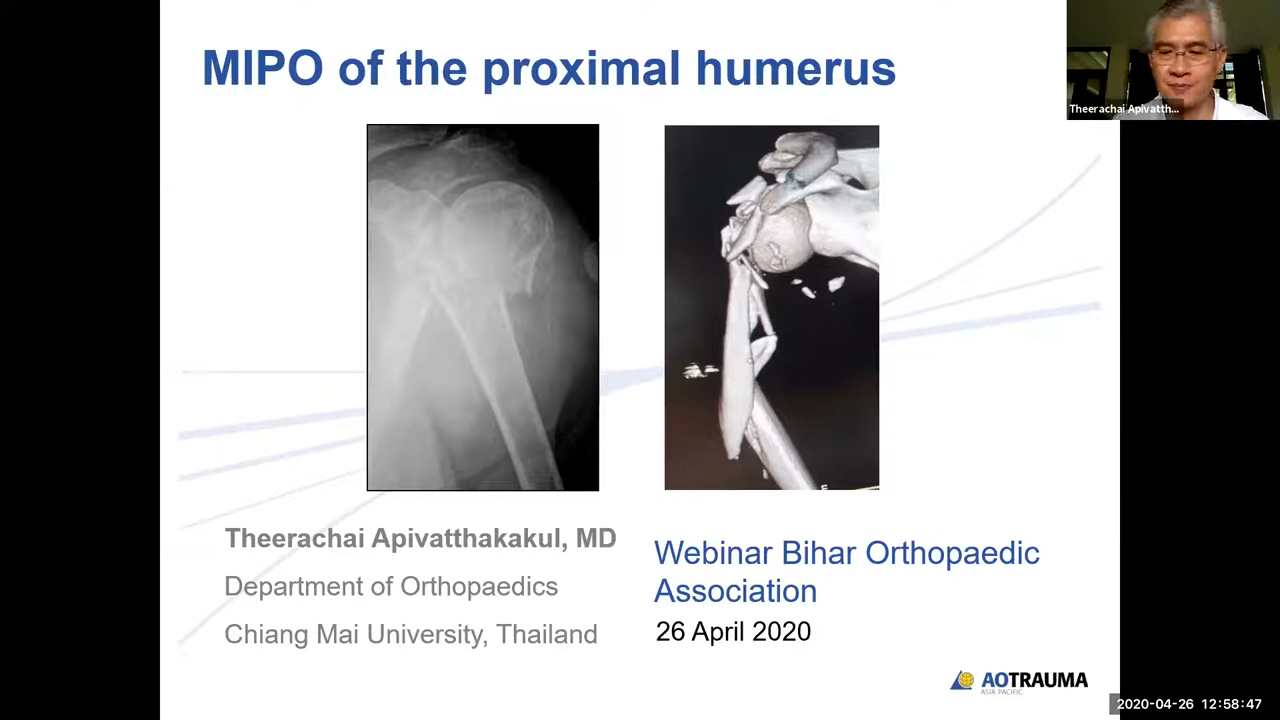 MIPO of the proximal humerus
Theerachai Apivatth...
Theerachai Apivatthakakul, MD
Department of Orthopaedics
Chiang Mai University, Thailand
Webinar Bihar Orthopaedic
Association
26 April 2020
AOTRAUMA
ASIA PACIFIC
2020-04-26 12:58:47